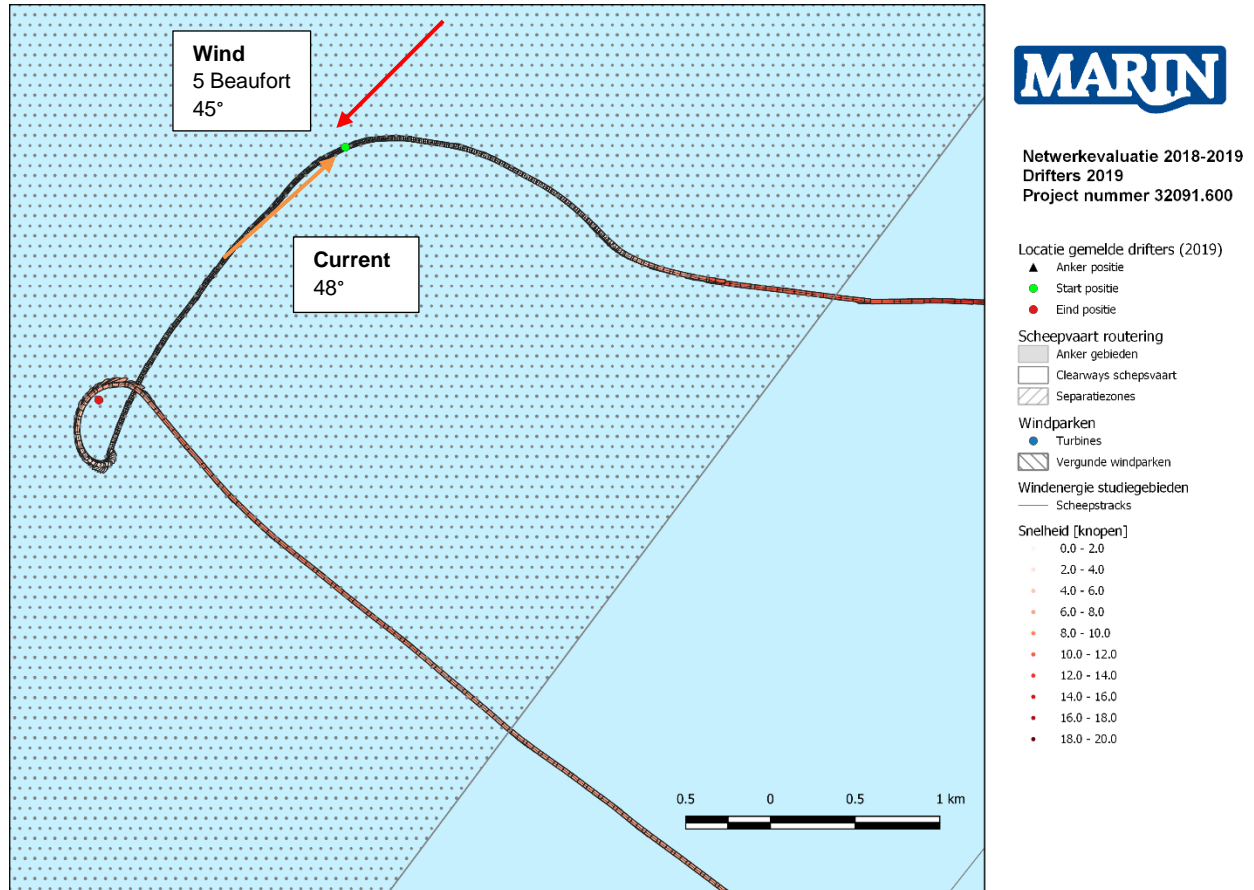 Wind
5 Beaufort
45°
Current
48°
0.5 0 0.5 1 km
MARIN
Netwerkevaluatie 2018-2019
Drifters 2019
Project nummer 32091.600
Locatie gemelde drifters (2019)
Anker positie
Start positie
Eind positie
Scheepvaart routering
Anker gebieden
Clearways schepsvaart
Separatiezones
Windparken
Turbines
Vergunde windparken
Windenergie studiegebieden
Scheepstracks
Snelheid [knopen]
0.0 - 2.0
2.0 - 4.0
4.0 - 6.0
6.0 - 8.0
8.0 - 10.0
10.0 - 12.0
12.0 - 14.0
14.0 - 16.0
16.0 - 18.0
18.0 - 20.0